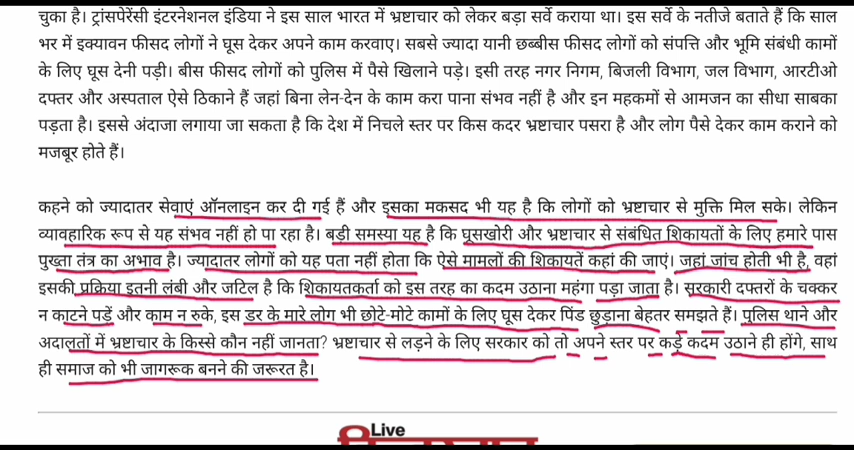 चुका है। ट्रांसपेरेंसी इंटरनेशनल इंडिया ने इस साल भारत में भ्रष्टाचार को लेकर बड़ा सर्वे कराया था। इस सर्वे के नतीजे बताते हैं कि साल
भर में इक्यावन फीसद लोगों ने घूस देकर अपने काम करवाए। सबसे ज्यादा यानी छब्बीस फीसद लोगों को संपत्ति और भूमि संबंधी कामों
के लिए घूस देनी पड़ी। बीस फीसद लोगों को पुलिस में पैसे खिलाने पड़े। इसी तरह नगर निगम, बिजली विभाग, जल विभाग, आरटीओ
दफ्तर और अस्पताल ऐसे ठिकाने हैं जहां बिना लेन-देन के काम करा पाना संभव नहीं है और इन महकमों से आमजन का सीधा साबका
पड़ता है। इससे अंदाजा लगाया जा सकता है कि देश में निचले स्तर पर किस कदर भ्रष्टाचार पसरा है और लोग पैसे देकर काम कराने को
मजबूर होते हैं।
कहने को ज्यादातर सेवाएं ऑनलाइन कर दी गई हैं और इसका मकसद भी यह है कि लोगों को भ्रष्टाचार से मुक्ति मिल सके। लेकिन
व्यावहारिक रूप से यह संभव नहीं हो पा रहा है। बड़ी समस्या यह है कि घूसखोरी और भ्रष्टाचार से संबंधित शिकायतों के लिए हमारे पास
पुख्ता तंत्र का अभाव है। ज्यादातर लोगों को यह पता नहीं होता कि ऐसे मामलों की शिकायतें कहां की जाएं। जहां जांच होती भी है, वहां
इसकी प्रक्रिया इतनी लंबी और जटिल है कि शिकायतकर्ता को इस तरह का कदम उठाना महंगा पड़ जाता है। सरकारी दफ्तरों के चक्कर
न काटने पड़ें और काम न रुके, इस डर के मारे लोग भी छोटे-मोटे कामों के लिए घूस देकर पिंड छुड़ाना बेहतर समझते हैं। पुलिस थाने और
अदालतों में भ्रष्टाचार के किस्से कौन नहीं जानता? भ्रष्टाचार से लड़ने के लिए सरकार को तो अपने स्तर पर कड़े कदम उठाने ही होंगे, साथ
ही समाज को भी जागरूक बनने की जरूरत है।
Live